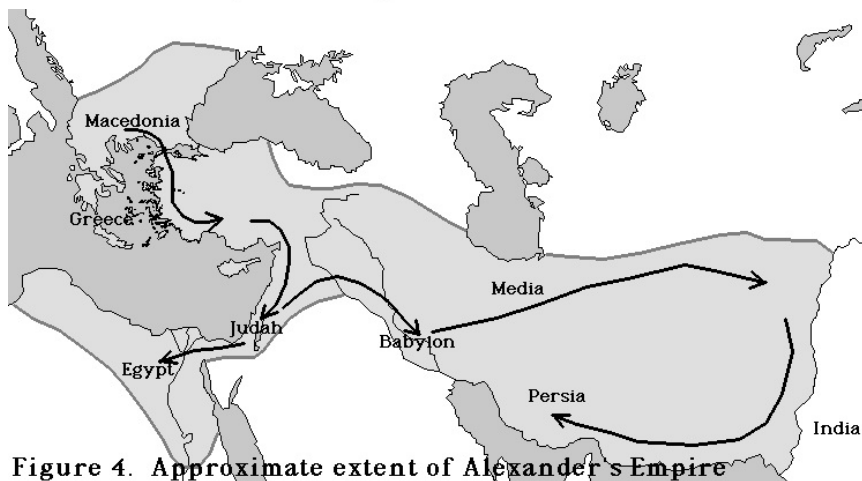 Macedonia
Greece
Media
Judah
Babylon
Egypt
Persia
India
Figure 4. Approximate extent of Alexander's Empire